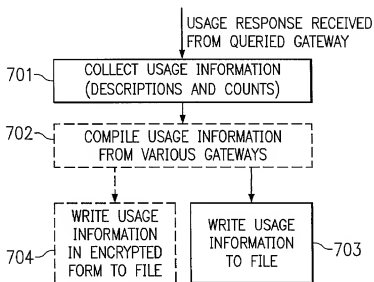 USAGE RESPONSE RECEIVED
FROM QUERIED GATEWAY
701
COLLECT USAGE INFORMATION
(DESCRIPTIONS AND COUNTS)
702
COMPILE USAGE INFORMATION
FROM VARIOUS GATEWAYS
WRITE USAGE
INFORMATION
IN ENCRYPTED
FORM TO FILE
704
WRITE USAGE
INFORMATION
TO FILE
703